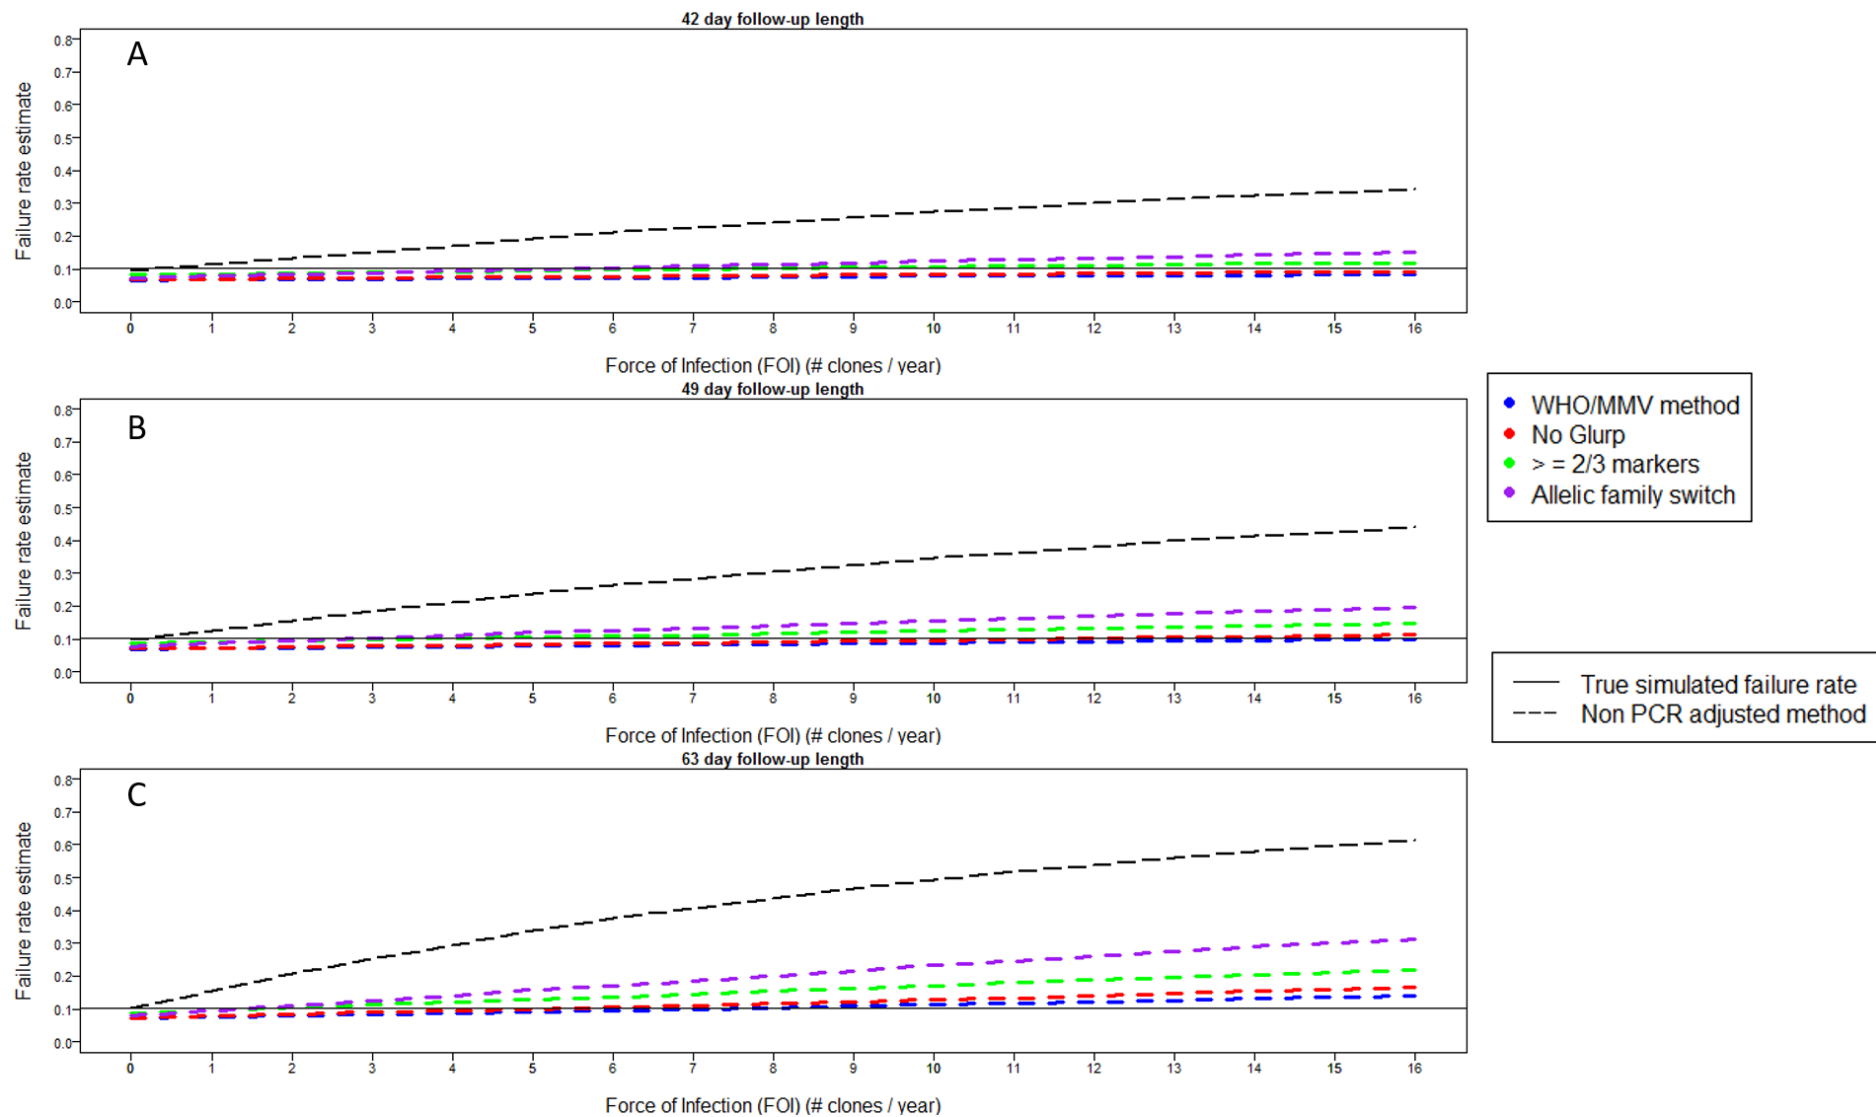 42 day follow-up length
A
Failure rate estimate
0.8
0.7
0.6
0.5
0.4
0.3
0.2
0.1
0.0
0 1 2 3 4 5 6 7 8 9 10 11 12 13 14 15 16
Force of Infection (FOI) (# clones / year)
49 day follow-up length
B
Failure rate estimate
0.8
0.7
0.6
0.5
0.4
0.3
0.2
0.1
0.0
0 1 2 3 4 5 6 7 8 9 10 11 12 13 14 15 16
Force of Infection (FOI) (# clones / year)
63 day follow-up length
C
Failure rate estimate
0.8
0.7
0.6
0.5
0.4
0.3
0.2
0.1
0.0
0 1 2 3 4 5 6 7 8 9 10 11 12 13 14 15 16
Force of Infection (FOI) (# clones / year)
WHO/MMV method
No Glurp
> = 2/3 markers
Allelic family switch
True simulated failure rate
Non PCR adjusted method